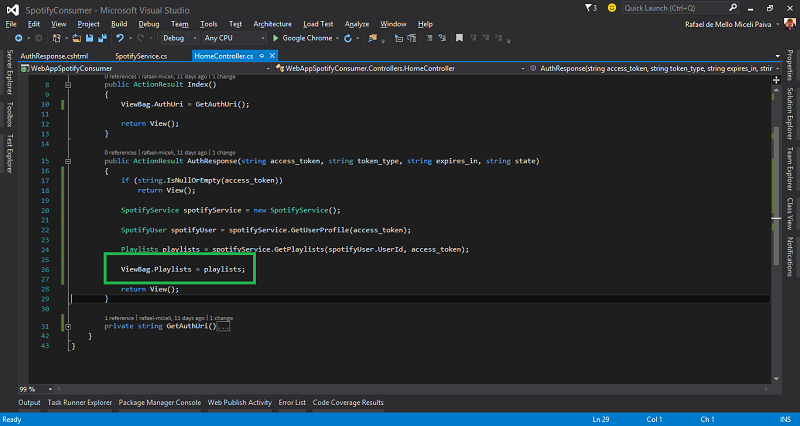 SpotifyConsumer - Microsoft Visual Studio
3
Quick Launch (Ctrl+Q)
File Edit View Project Build Debug Team Tools Test Architecture Load Test Analyze Window Help
Rafael de Mello Miceli Paiva
Debug Any CPU Google Chrome
AuthResponse.cshtml SpotifyService.cs HomeController.cs
WebAppSpotifyConsumer WebAppSpotifyConsumer.Controllers.HomeController AuthResponse(string access_token, string token_type, string expires_in, string
Server Explorer
Toolbox
Test Explorer
0 references | rafael-miceli, 11 days ago | 1 change
8 public ActionResult Index()
9 {
10 ViewBag.AuthUri = GetAuthUri();
11
12 return View();
13 }
14
0 references | rafael-miceli, 11 days ago | 1 change
15 public ActionResult AuthResponse(string access_token, string token_type, string expires_in, string state)
16 {
17 if (string.IsNullOrEmpty(access_token))
18 return View();
19
20 SpotifyService spotifyService = new SpotifyService();
21
22 SpotifyUser spotifyUser = spotifyService.GetUserProfile(access_token);
23
24 Playlists playlists = spotifyService.GetPlaylists(spotifyUser.UserId, access_token);
25
26 ViewBag.Playlists = playlists;
27
28 return View();
29 }
30
1 reference | rafael-miceli, 11 days ago | 1 change
31 private string GetAuthUri()...
42 }
43 }
Properties
Solution Explorer
Team Explorer
Class View
Notifications
99 %
Output Task Runner Explorer Package Manager Console Web Publish Activity Error List Code Coverage Results
Ready Ln 29 Col 1 Ch 1 INS